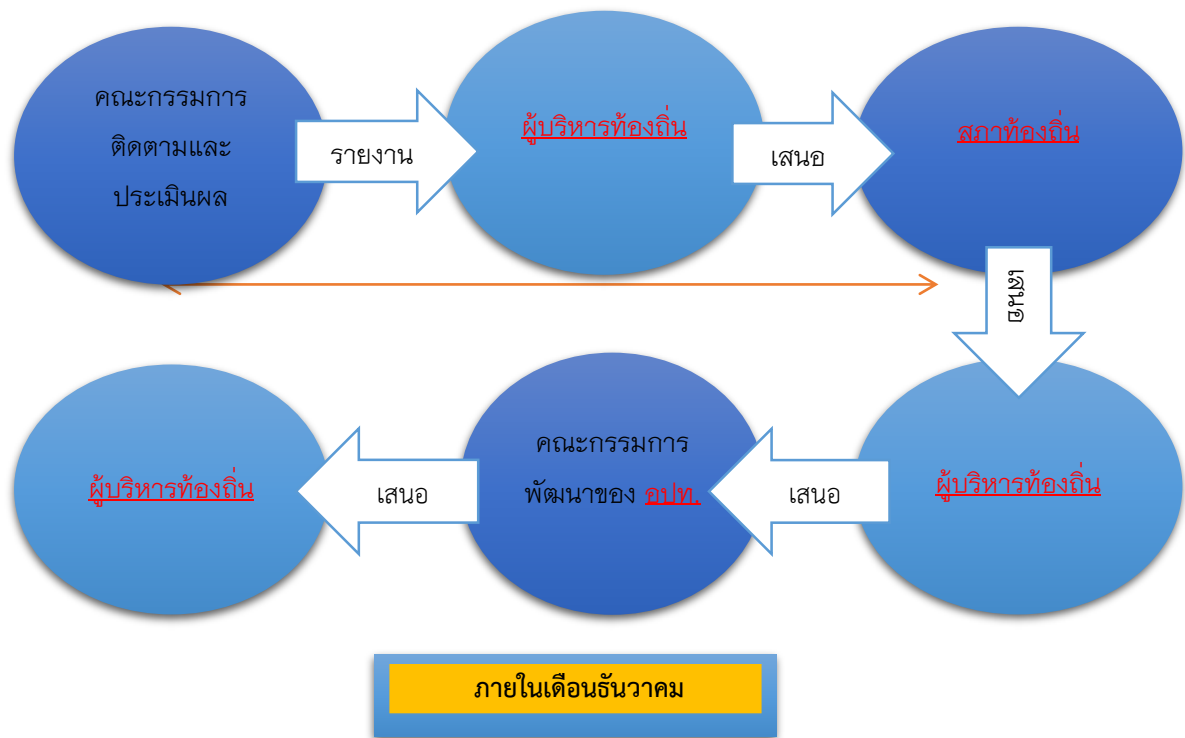 คณะกรรมการ
ติดตามและ
ประเมินผล
รายงาน
ผู้บริหารท้องถิ่น
เสนอ
สภาท้องถิ่น
เสนอ
ผู้บริหารท้องถิ่น
เสนอ
คณะกรรมการ
พัฒนาของ อปท.
เสนอ
ผู้บริหารท้องถิ่น
ภายในเดือนธันวาคม